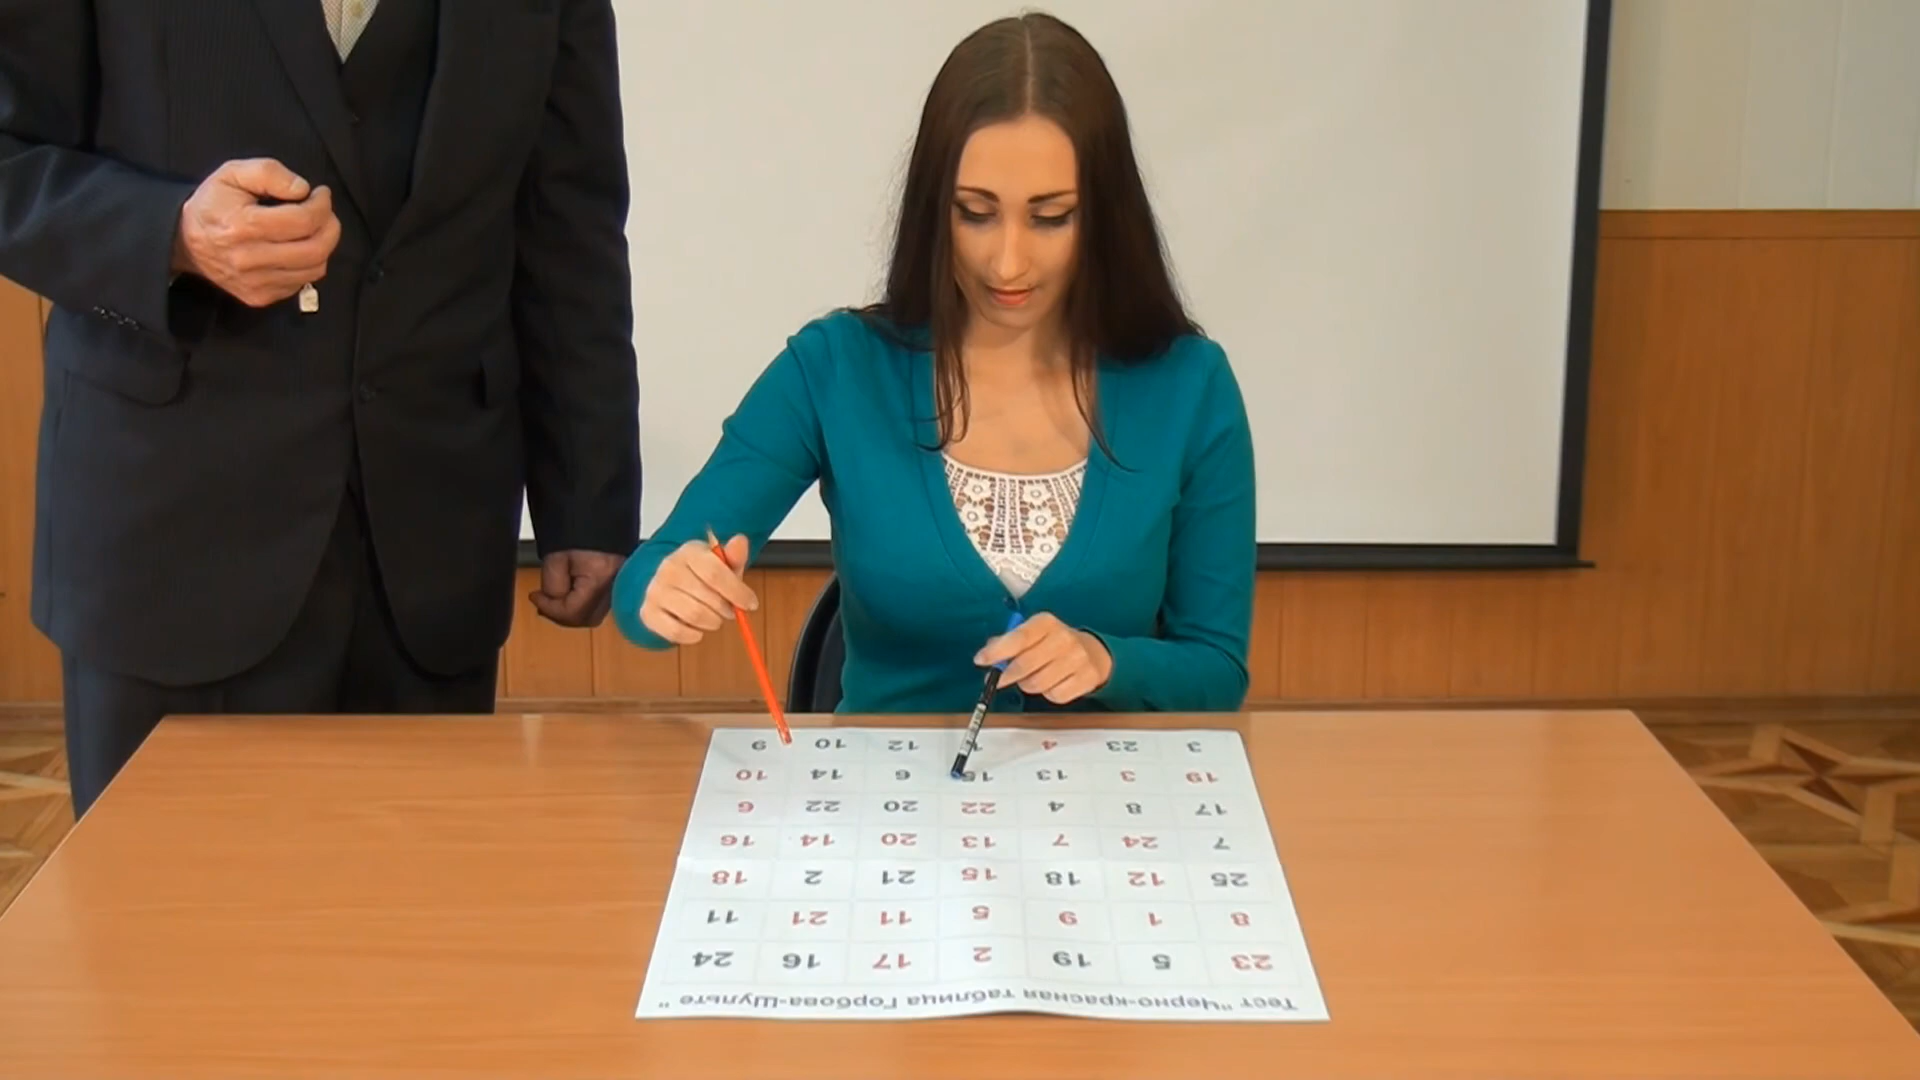 Тест "Черно-красная таблица Горбова-Шульте "
23 5 19 2 17 16 24
8 1 9 5 11 21 11
25 12 18 15 21 2 18
7 24 7 13 20 14 16
17 8 4 22 20 22 6
19 3 13 15 6 14 10
3 23 4 12 10 9